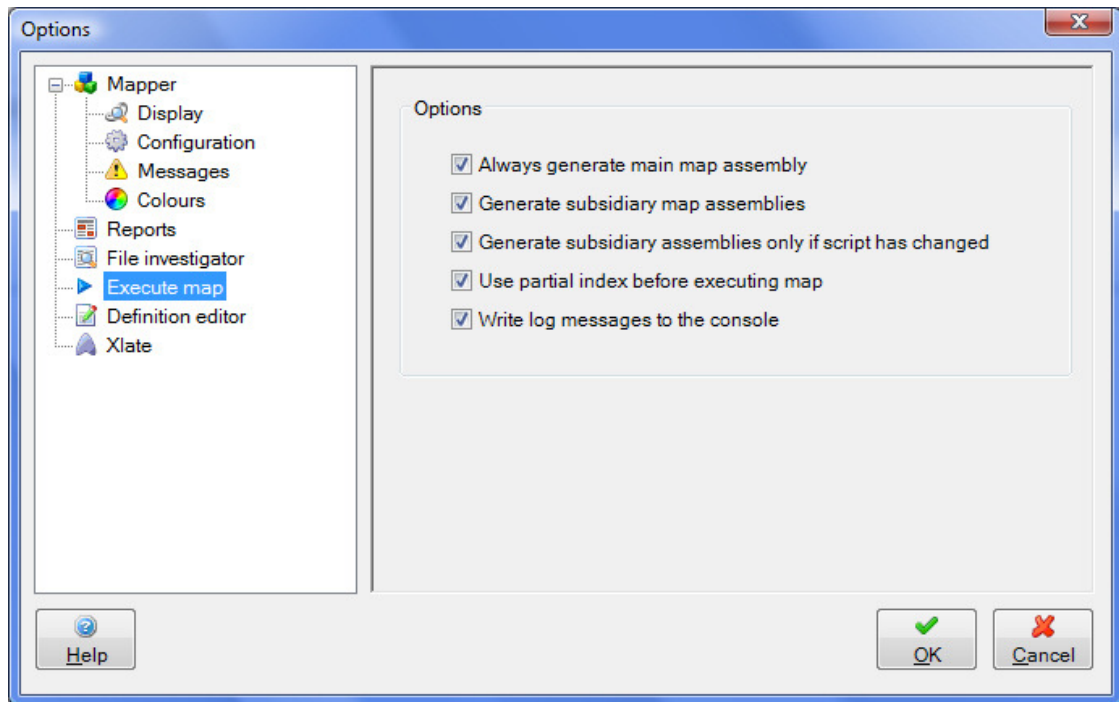 Options
Mapper
Display
Configuration
Messages
Colours
Reports
File investigator
Execute map
Definition editor
Xlate
Options
Always generate main map assembly
Generate subsidiary map assemblies
Generate subsidiary assemblies only if script has changed
Use partial index before executing map
Write log messages to the console
Help
OK
Cancel